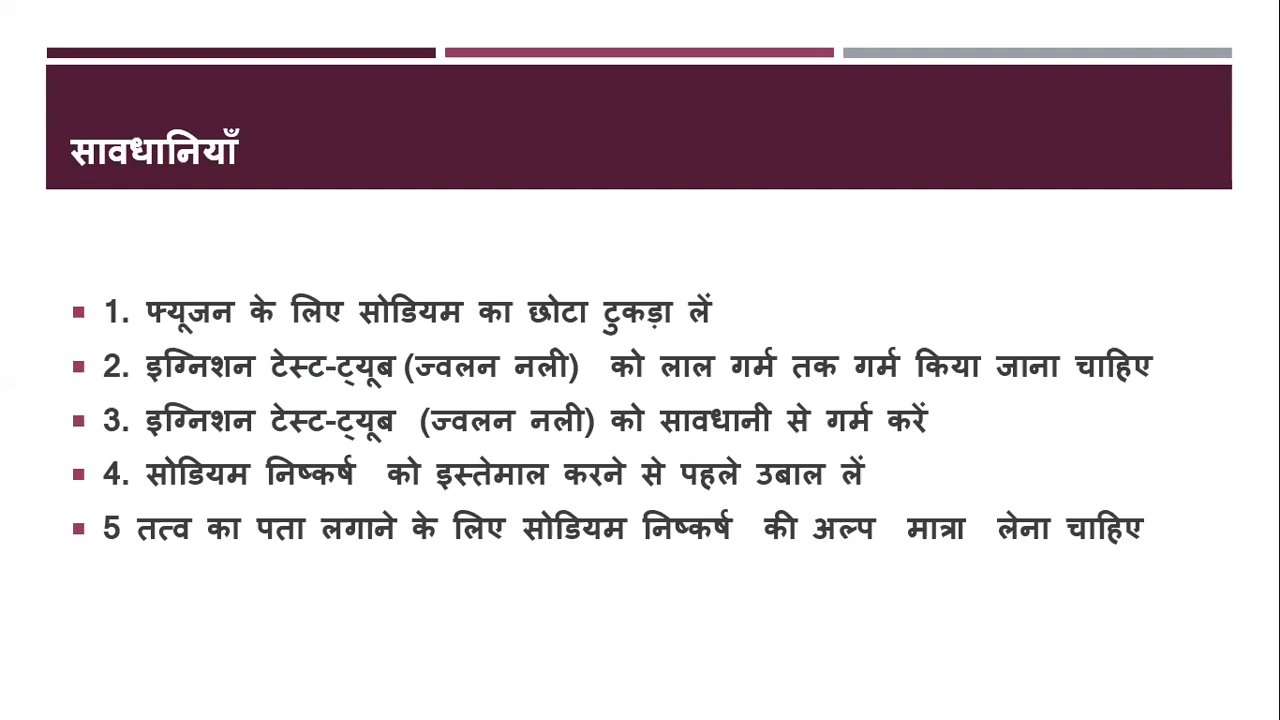 सावधानियाँ
1. फ्यूजन के लिए सोडियम का छोटा टुकड़ा लें
2. इग्निशन टेस्ट-ट्यूब (ज्वलन नली) को लाल गर्म तक गर्म किया जाना चाहिए
3. इग्निशन टेस्ट-ट्यूब (ज्वलन नली) को सावधानी से गर्म करें
4. सोडियम निष्कर्ष को इस्तेमाल करने से पहले उबाल लें
5 तत्व का पता लगाने के लिए सोडियम निष्कर्ष की अल्प मात्रा लेना चाहिए